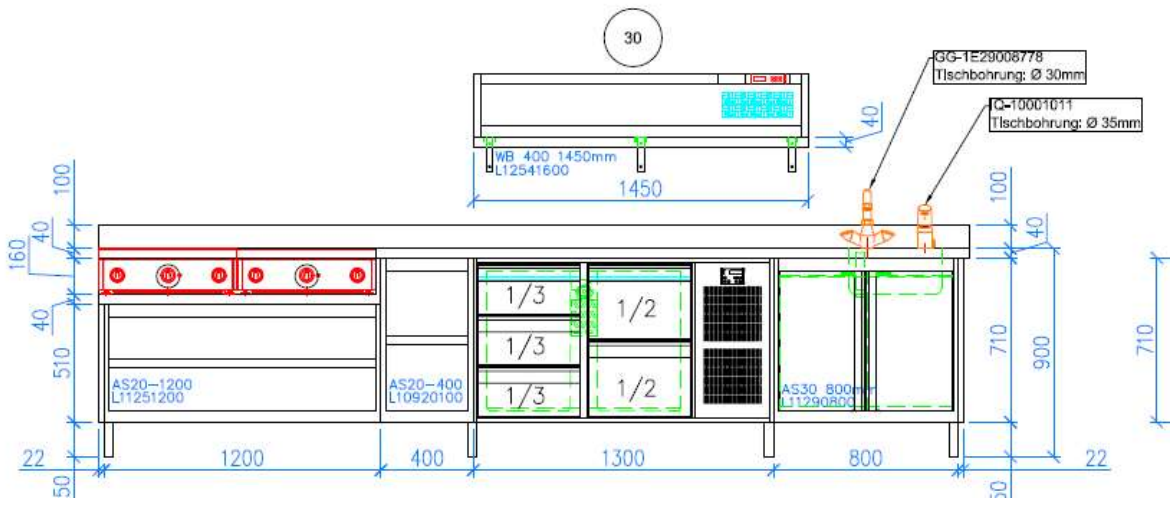 30
GG-1E29008778
Tischbohrung: Ø 30mm
IQ-10001011
Tischbohrung: Ø 35mm
40
WB 400 1450mm
L12541600
1450
100
100
40
40
160
1/3
1/2
40
1/3
510
710
900
710
AS20-1200
L11251200
AS20-400
L10920100
1/3
1/2
AS30 800mm
L11290800
22
1200
400
1300
800
22